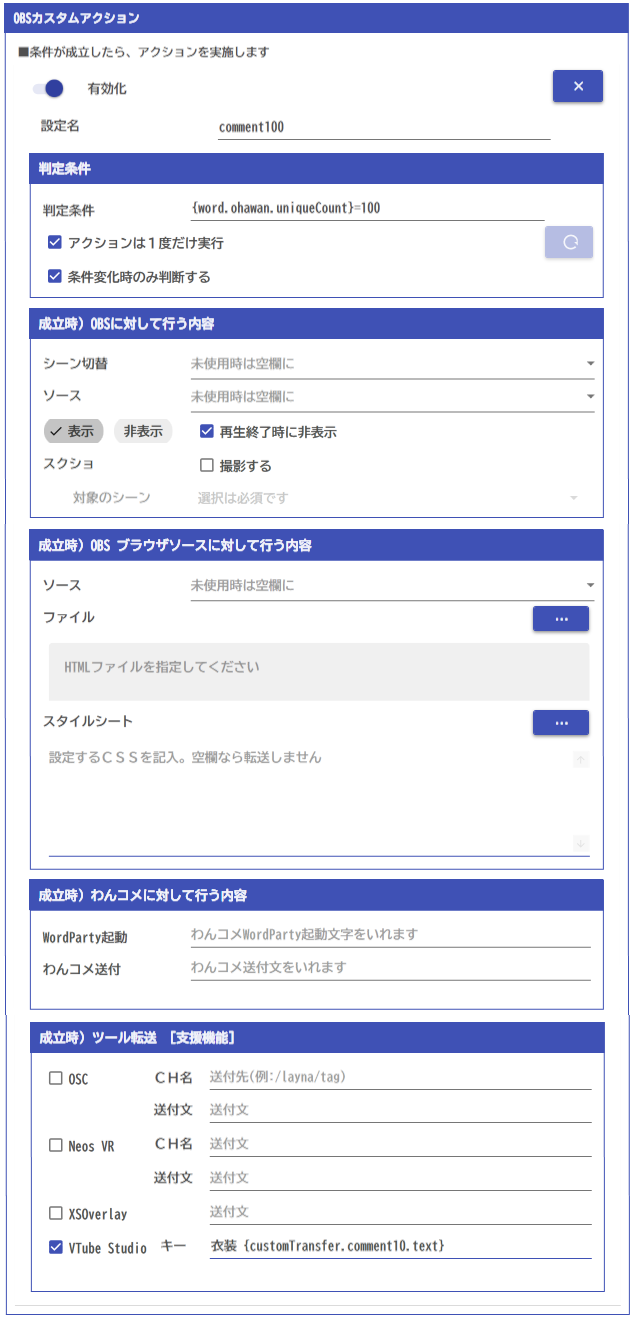 OBSカスタムアクション
■条件が成立したら、アクションを実施します
有効化
×
設定名 comment100
判定条件
判定条件 {word.ohawan.uniqueCount}=100
アクションは１度だけ実行
条件変化時のみ判断する
成立時) OBSに対して行う内容
シーン切替 未使用時は空欄に
ソース 未使用時は空欄に
表示 非表示 再生終了時に非表示
スクショ 撮影する
対象のシーン 選択は必須です
成立時) OBS ブラウザソースに対して行う内容
ソース 未使用時は空欄に
ファイル ...
HTMLファイルを指定してください
スタイルシート ...
設定するＣＳＳを記入。空欄なら転送しません
成立時) わんコメに対して行う内容
WordParty起動 わんコメWordParty起動文字をいれます
わんコメ送付 わんコメ送付文をいれます
成立時) ツール転送 [支援機能]
OSC ＣＨ名 送付先(例:/layna/tag)
送付文 送付文
Neos VR ＣＨ名 送付文
送付文 送付文
XSOverlay 送付文
VTube Studio キー 衣装 {customTransfer.comment10.text}